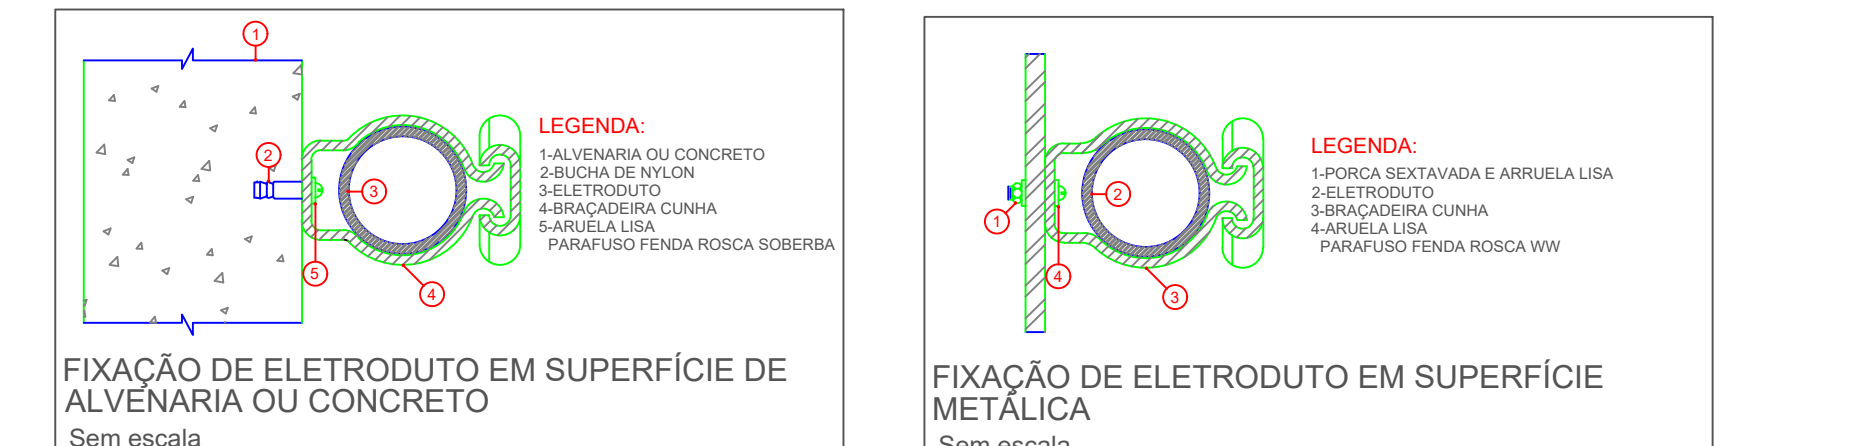 1
2
3
4
5
LEGENDA:
1-ALVENARIA OU CONCRETO
2-BUCHA DE NYLON
3-ELETRODUTO
4-BRAÇADEIRA CUNHA
5-ARUELA LISA
PARAFUSO FENDA ROSCA SOBERBA
FIXAÇÃO DE ELETRODUTO EM SUPERFÍCIE DE
ALVENARIA OU CONCRETO
Sem escala
1
2
3
4
LEGENDA:
1-PORCA SEXTAVADA E ARRUELA LISA
2-ELETRODUTO
3-BRAÇADEIRA CUNHA
4-ARUELA LISA
PARAFUSO FENDA ROSCA WW
FIXAÇÃO DE ELETRODUTO EM SUPERFÍCIE
METÁLICA
Sem escala